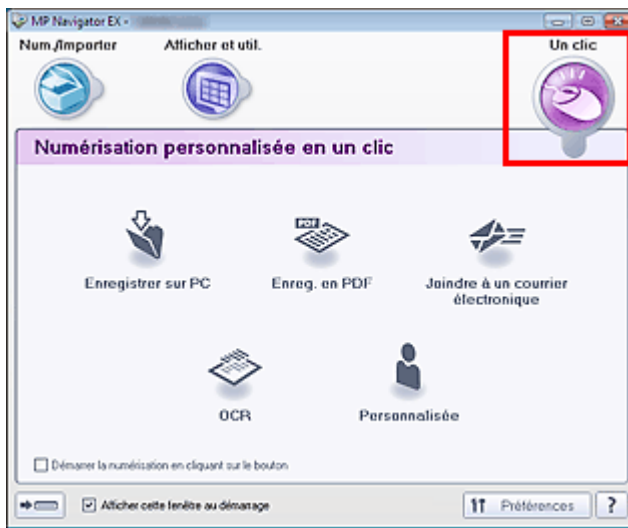 MP Navigator EX -
Num./Importer Afficher et util. Un clic
Numérisation personnalisée en un clic
Enregistrer sur PC
PDF
Enreg. en PDF
Joindre à un courrier
électronique
OCR
Personnalisée
Démarrer la numérisation en cliquant sur le bouton
Afficher cette fenêtre au démarrage
Préférences
?